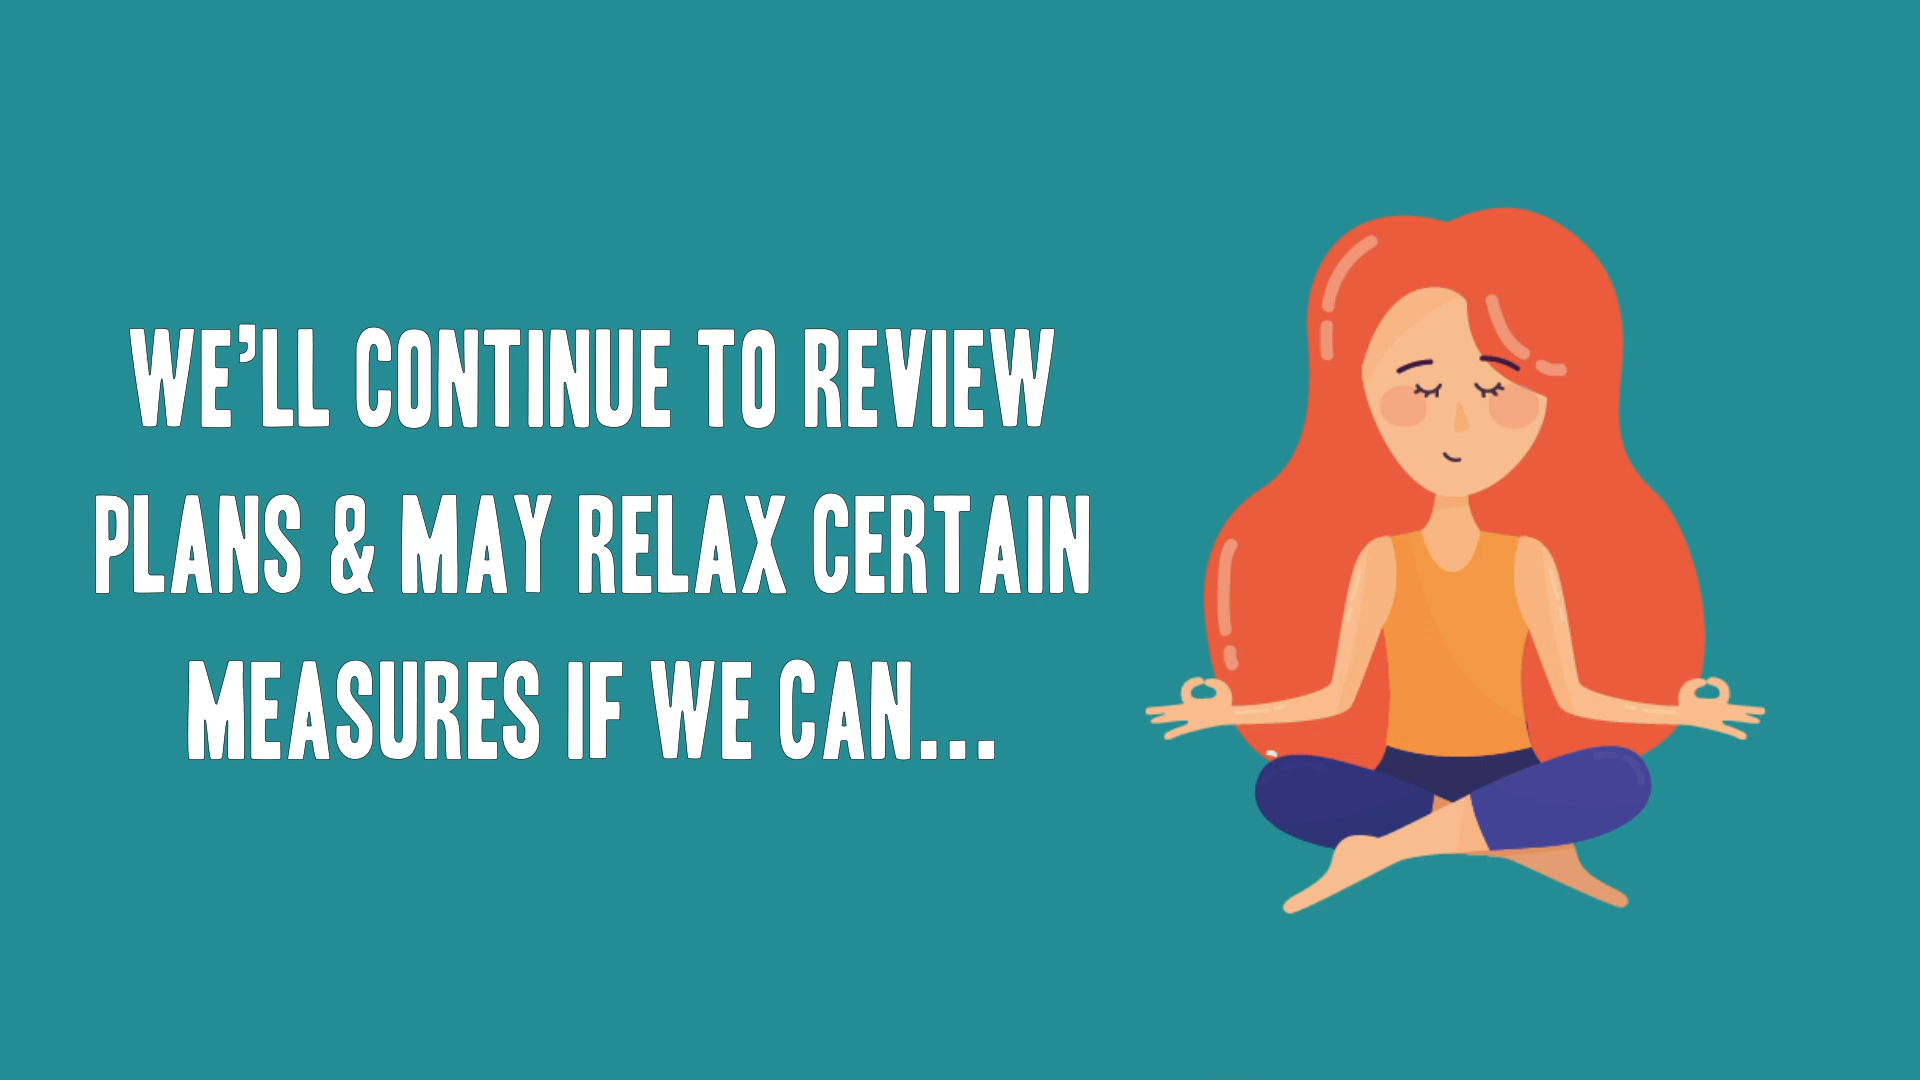 WE'LL CONTINUE TO REVIEW
PLANS & MAY RELAX CERTAIN
MEASURES IF WE CAN...